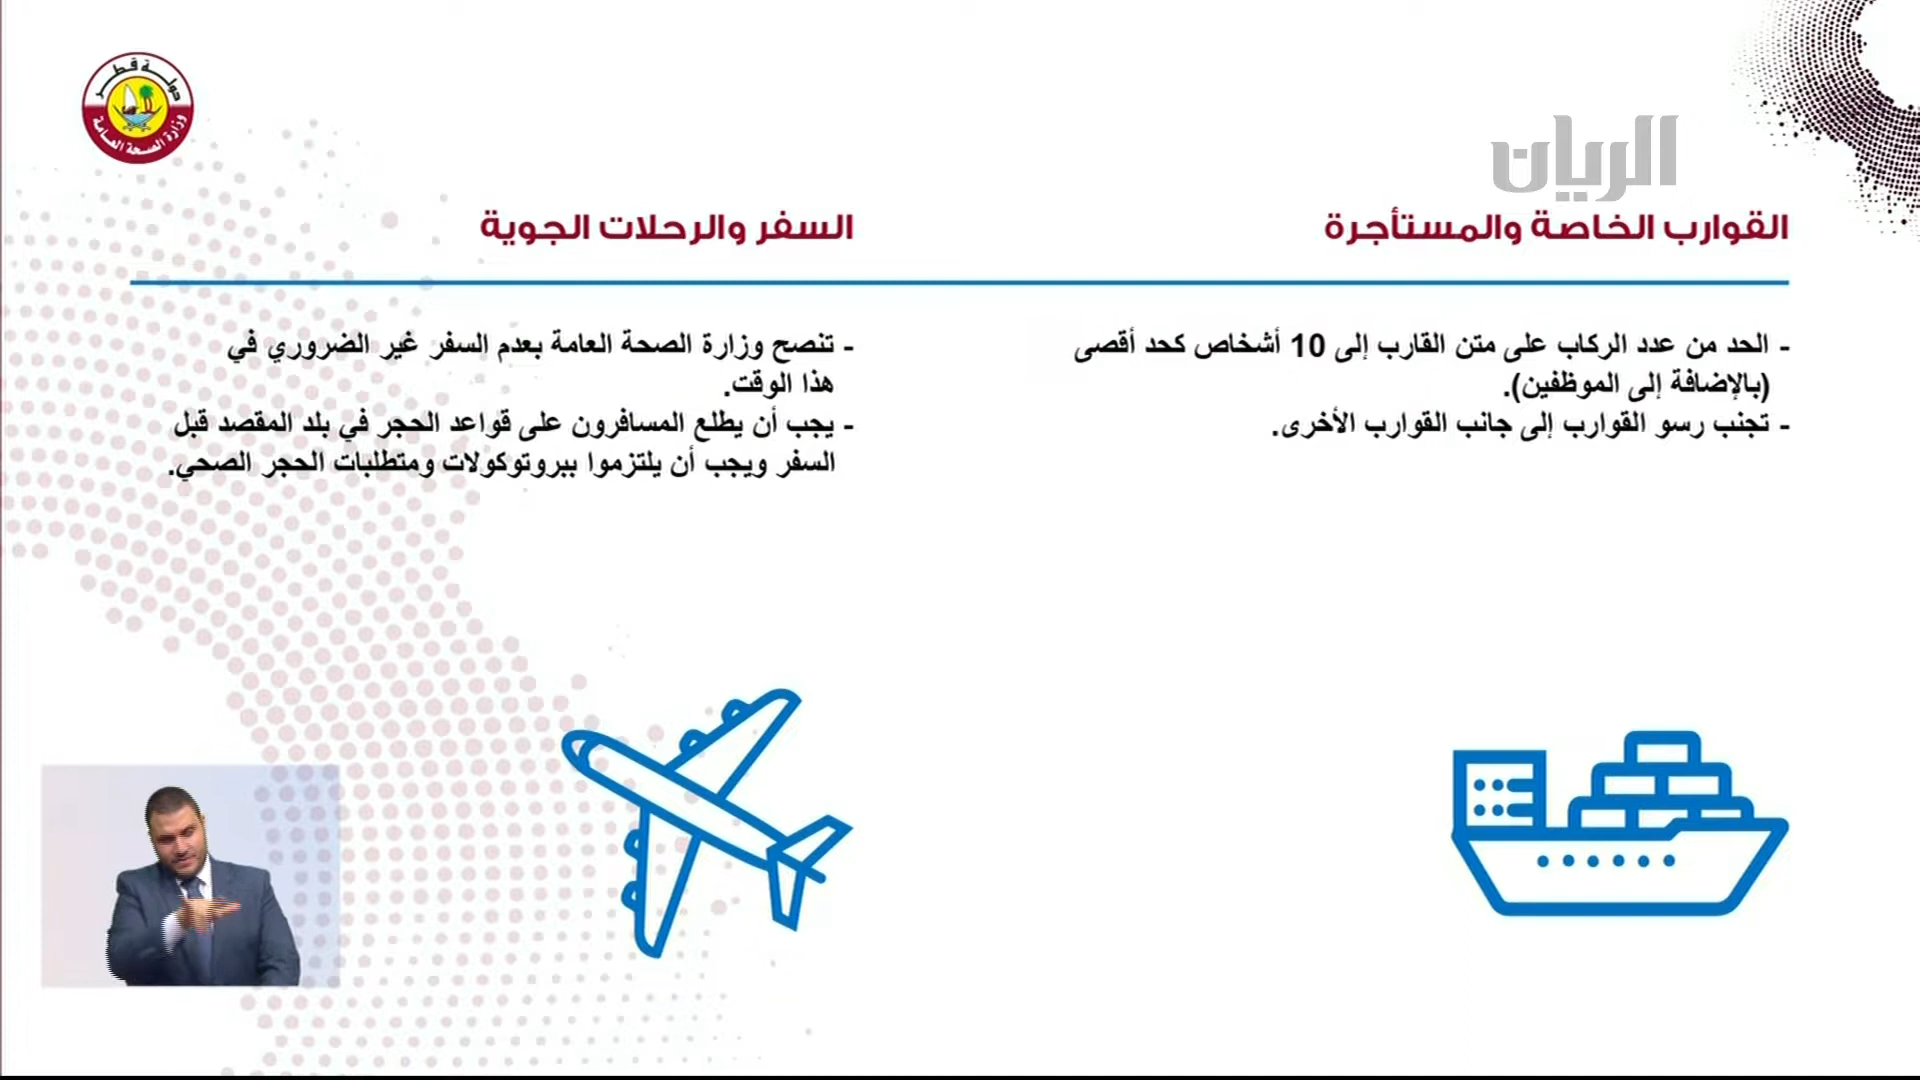 دولة قطر
وزارة الصحة العامة
الريان
القوارب الخاصة والمستأجرة
- الحد من عدد الركاب على متن القارب إلى 10 أشخاص كحد أقصى
(بالإضافة إلى الموظفين).
- تجنب رسو القوارب إلى جانب القوارب الأخرى.
السفر والرحلات الجوية
- تنصح وزارة الصحة العامة بعدم السفر غير الضروري في
هذا الوقت.
- يجب أن يطلع المسافرون على قواعد الحجر في بلد المقصد قبل
السفر ويجب أن يلتزموا ببروتوكولات ومتطلبات الحجر الصحي.